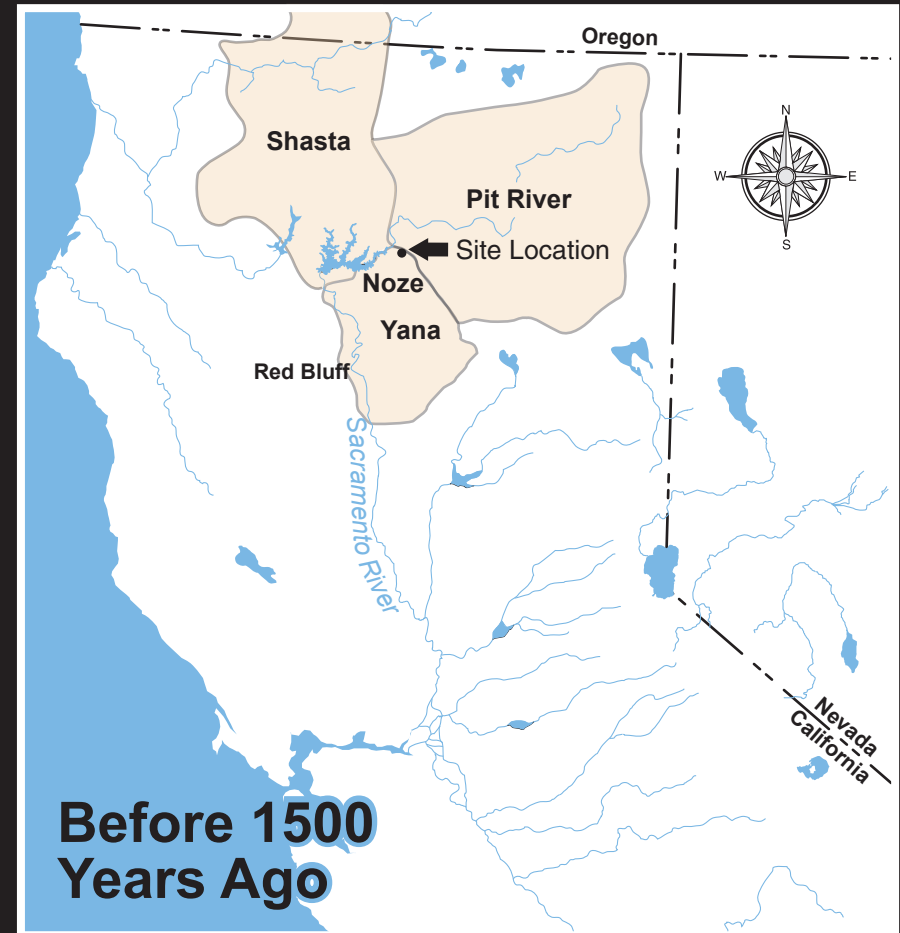 Oregon
Shasta
N
W
E
S
Pit River
Site Location
Noze
Yana
Red Bluff
Sacramento River
Nevada
California
Before 1500
Years Ago